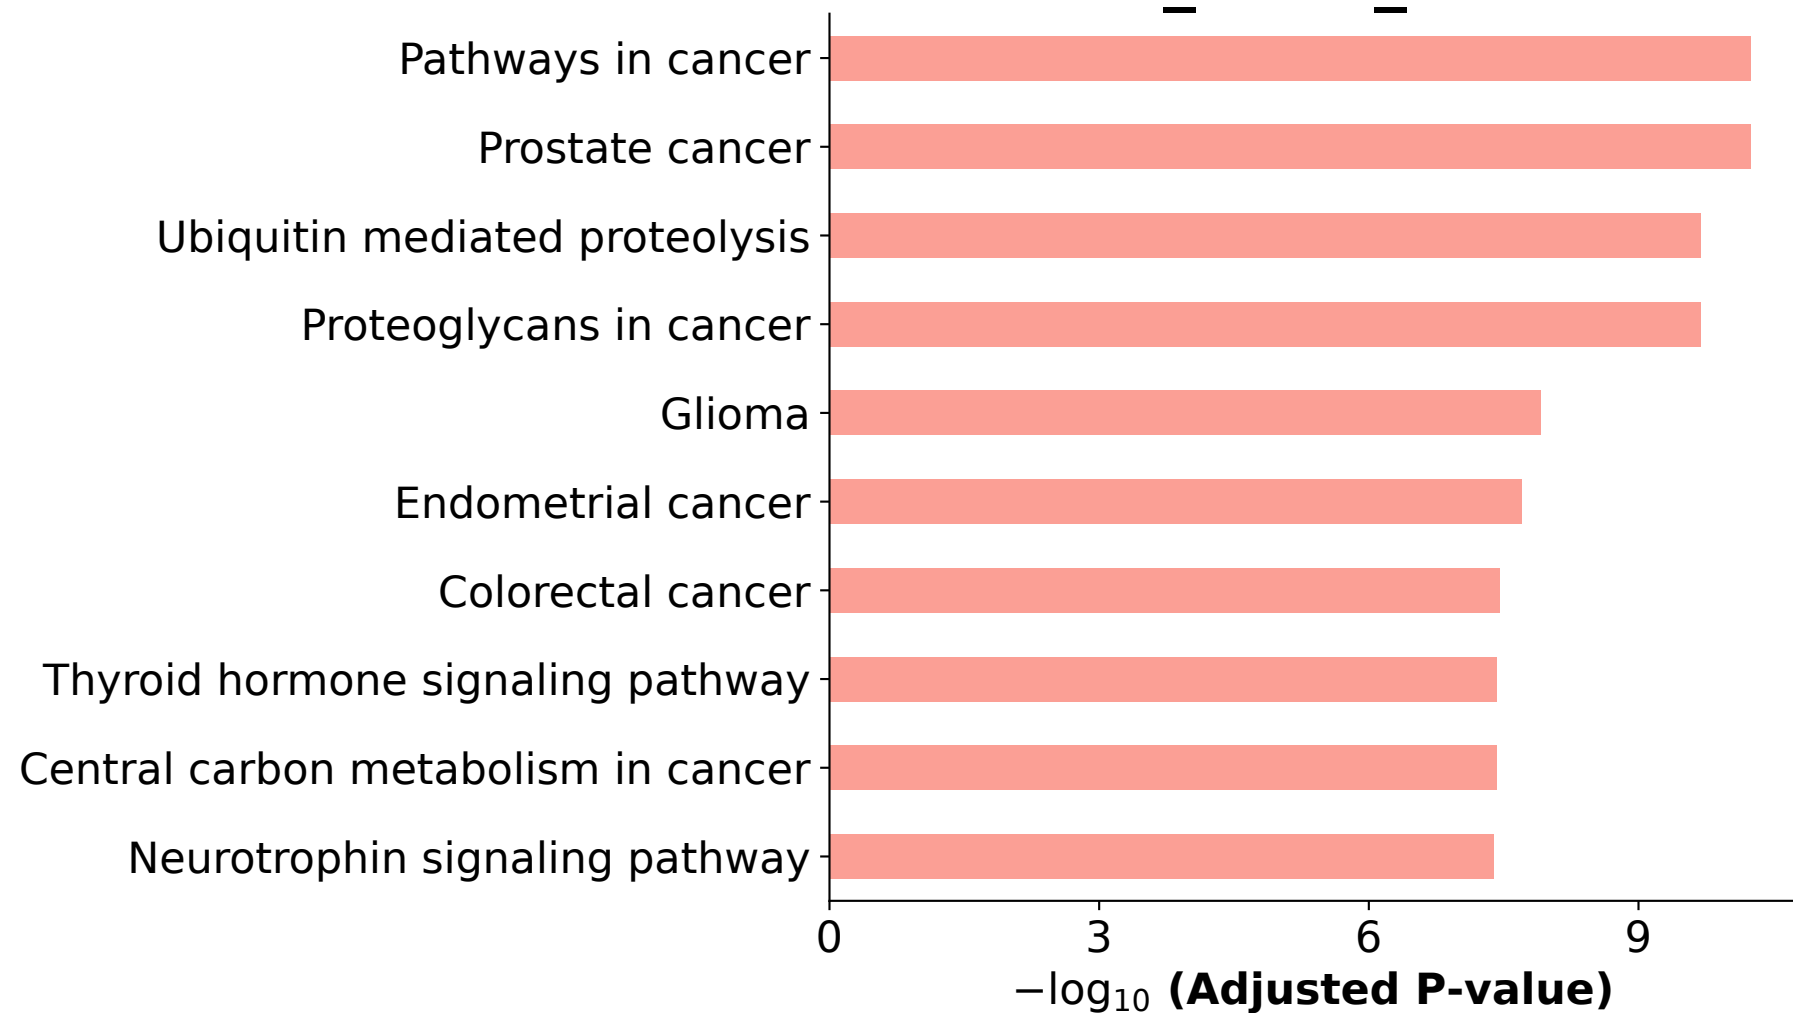 Pathways in cancer
Prostate cancer
Ubiquitin mediated proteolysis
Proteoglycans in cancer
Glioma
Endometrial cancer
Colorectal cancer
Thyroid hormone signaling pathway
Central carbon metabolism in cancer
Neurotrophin signaling pathway
0 3 6 9
−log₁₀ (Adjusted P-value)